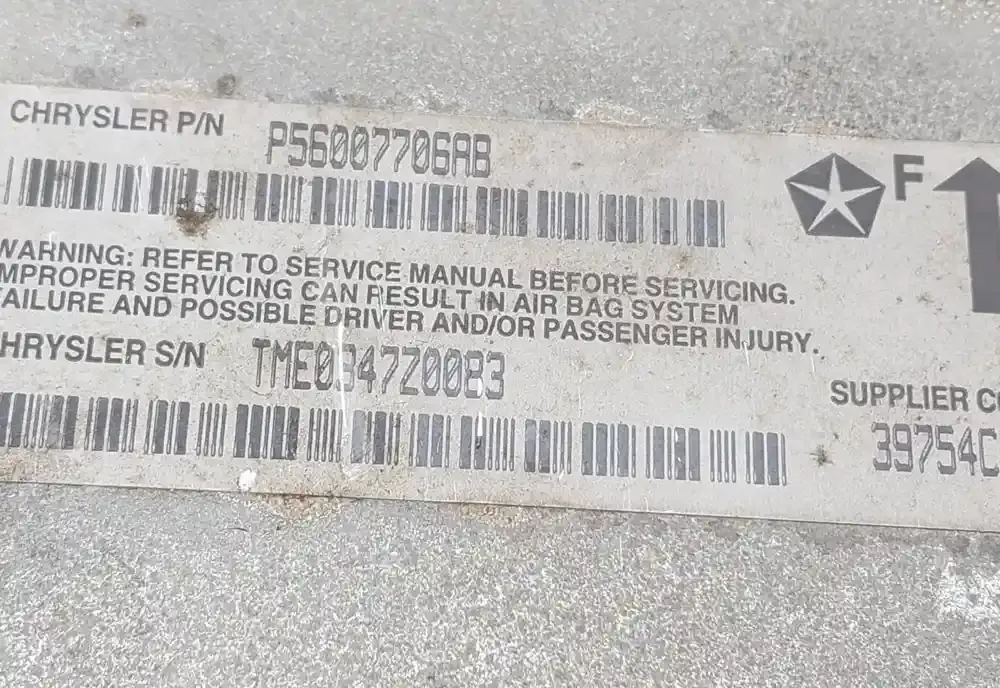 CHRYSLER P/N P56007706AB
F
WARNING: REFER TO SERVICE MANUAL BEFORE SERVICING.
MPROPER SERVICING CAN RESULT IN AIR BAG SYSTEM
AILURE AND POSSIBLE DRIVER AND/OR PASSENGER INJURY.
HRYSLER S/N
SUPPLIER CO
39754C